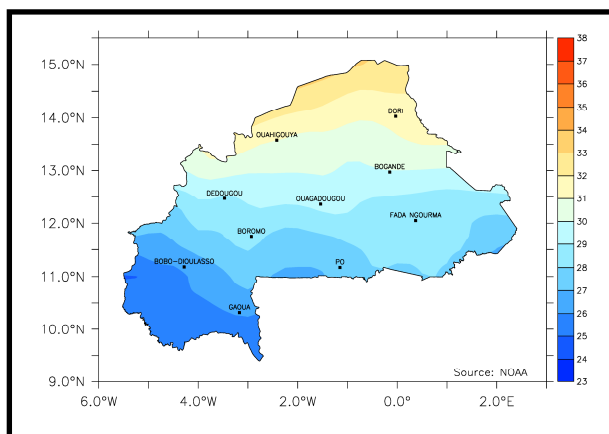 15.0°N
14.0°N
13.0°N
12.0°N
11.0°N
10.0°N
9.0°N
DORI
OUAHIGOUYA
BOGANDE
DEDOUGOU
OUAGADOUGOU
FADA NGOURMA
BOROMO
BOBO-DIOULASSO
PO
GAOUA
Source: NOAA
6.0°W
4.0°W
2.0°W
0.0°
2.0°E
38
37
36
35
34
33
32
31
30
29
28
27
26
25
24
23